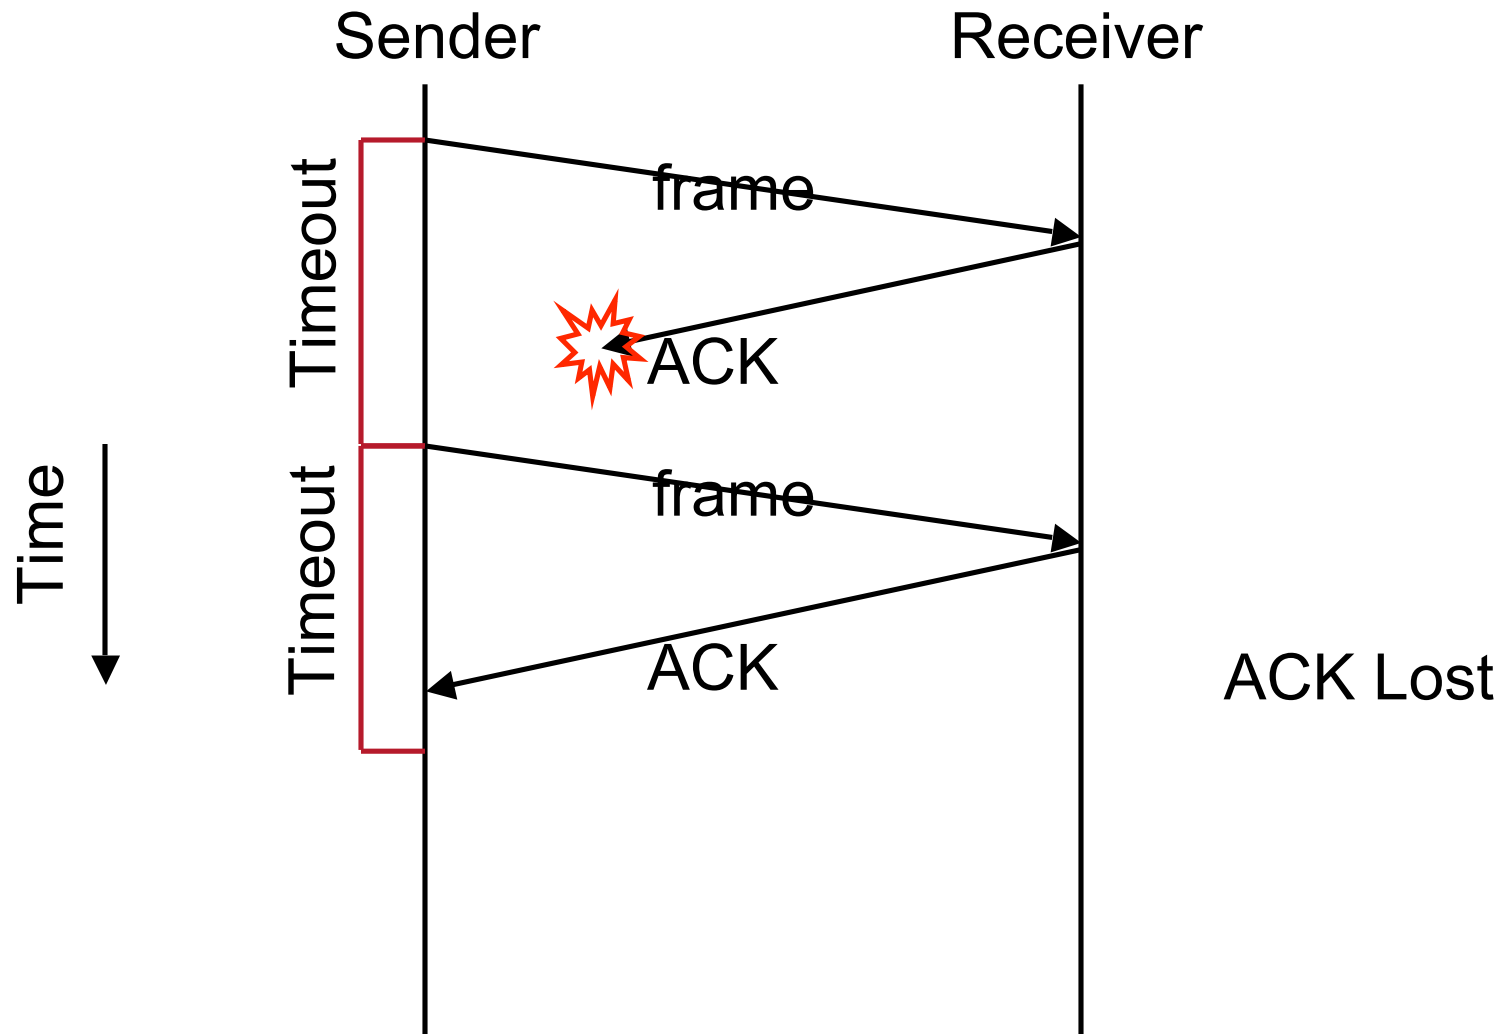 Sender
Receiver
Timeout
frame
ACK
Time
Timeout
frame
ACK
ACK Lost